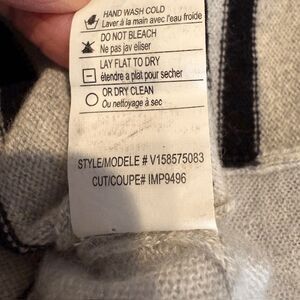 HAND WASH COLD
Laver à la main avec l'eau froide
DO NOT BLEACH
Ne pas jav éliser
LAY FLAT TO DRY
étendre a plat pour secher
OR DRY CLEAN
Ou nettoyage à sec
STYLE/MODELE # V158575083
CUT/COUPE# IMP9496